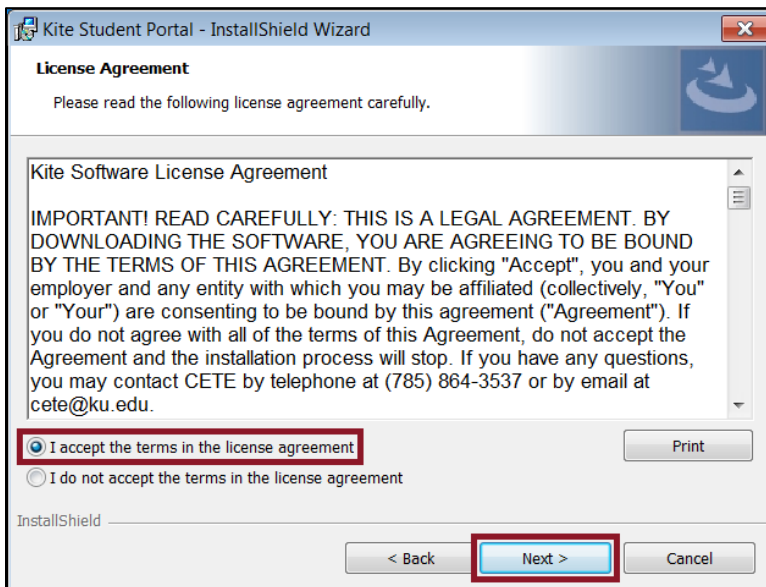 Kite Student Portal - InstallShield Wizard
License Agreement
Please read the following license agreement carefully.
Kite Software License Agreement
IMPORTANT! READ CAREFULLY: THIS IS A LEGAL AGREEMENT. BY
DOWNLOADING THE SOFTWARE, YOU ARE AGREEING TO BE BOUND
BY THE TERMS OF THIS AGREEMENT. By clicking "Accept", you and your
employer and any entity with which you may be affiliated (collectively, "You"
or "Your") are consenting to be bound by this agreement ("Agreement"). If
you do not agree with all of the terms of this Agreement, do not accept the
Agreement and the installation process will stop. If you have any questions,
you may contact CETE by telephone at (785) 864-3537 or by email at
cete@ku.edu.
I accept the terms in the license agreement
Print
I do not accept the terms in the license agreement
InstallShield
< Back
Next >
Cancel